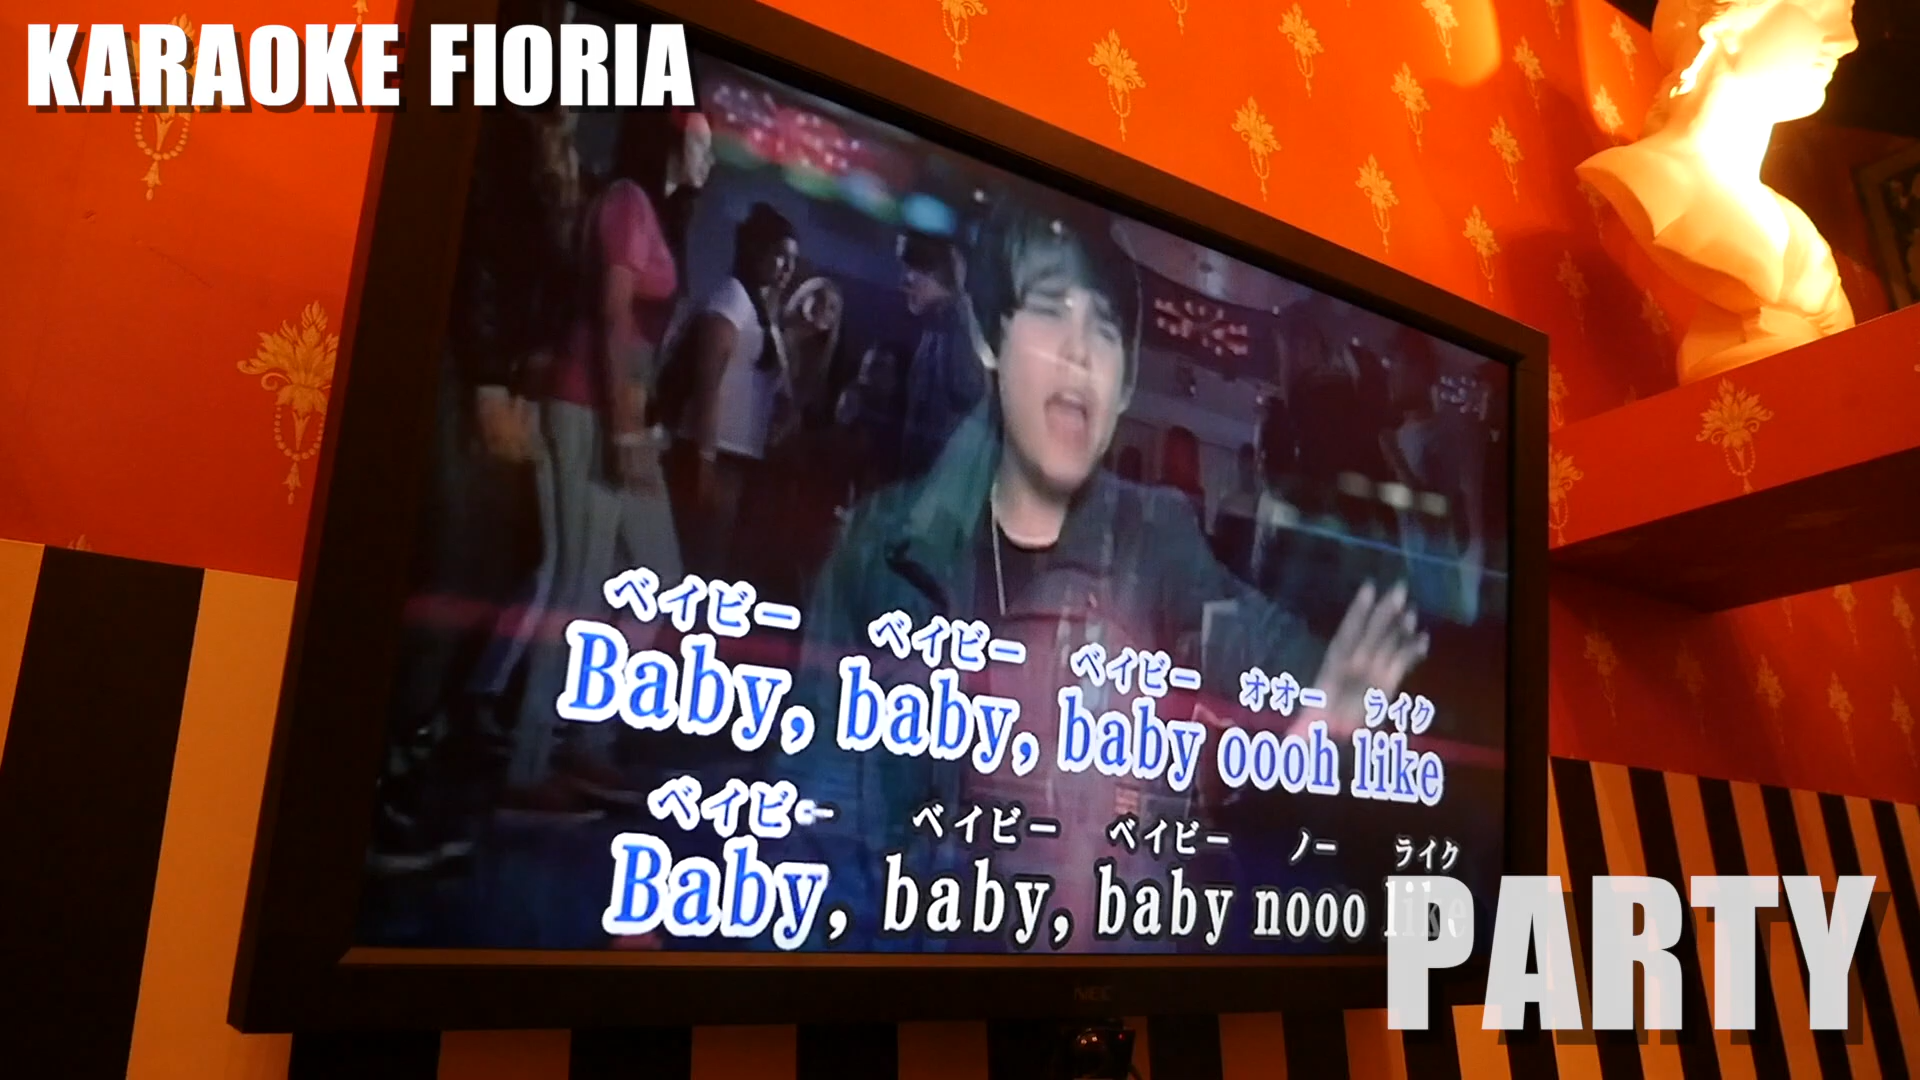 KARAOKE FIORIA
ベイビー ベイビー ベイビー オオー ライク
Baby, baby, baby oooh like
ベイビー ベイビー ベイビー ノー ライク
Baby, baby, baby nooo like
NEC
PARTY